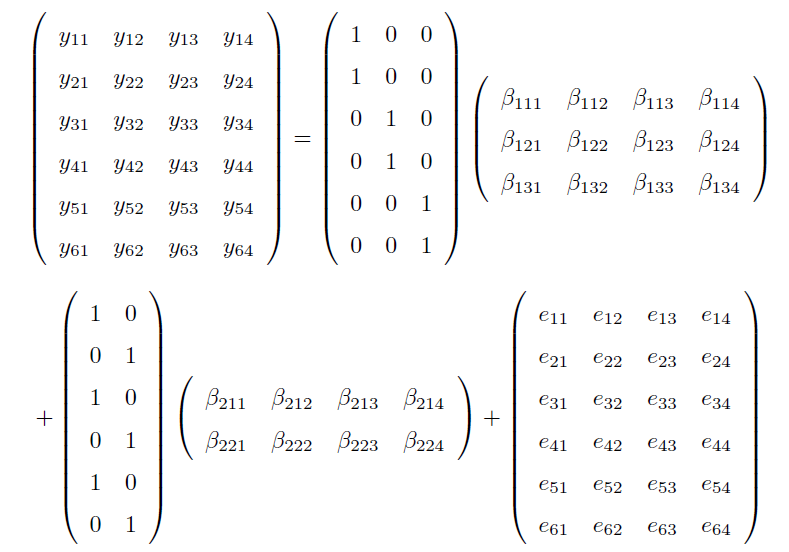 y₁₁ y₁₂ y₁₃ y₁₄
y₂₁ y₂₂ y₂₃ y₂₄
y₃₁ y₃₂ y₃₃ y₃₄
y₄₁ y₄₂ y₄₃ y₄₄
y₅₁ y₅₂ y₅₃ y₅₄
y₆₁ y₆₂ y₆₃ y₆₄
=
1 0 0
1 0 0
0 1 0
0 1 0
0 0 1
0 0 1
β₁₁₁ β₁₁₂ β₁₁₃ β₁₁₄
β₁₂₁ β₁₂₂ β₁₂₃ β₁₂₄
β₁₃₁ β₁₃₂ β₁₃₃ β₁₃₄
+
1 0
0 1
1 0
0 1
1 0
0 1
β₂₁₁ β₂₁₂ β₂₁₃ β₂₁₄
β₂₂₁ β₂₂₂ β₂₂₃ β₂₂₄
+
e₁₁ e₁₂ e₁₃ e₁₄
e₂₁ e₂₂ e₂₃ e₂₄
e₃₁ e₃₂ e₃₃ e₃₄
e₄₁ e₄₂ e₄₃ e₄₄
e₅₁ e₅₂ e₅₃ e₅₄
e₆₁ e₆₂ e₆₃ e₆₄